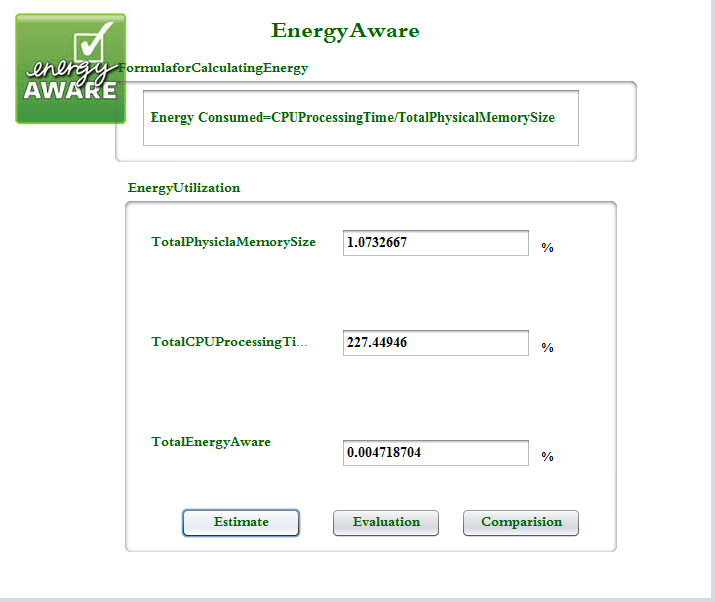 EnergyAware
energy
AWARE
FormulaforCalculatingEnergy
Energy Consumed=CPUProcessingTime/TotalPhysicalMemorySize
EnergyUtilization
TotalPhysiclaMemorySize 1.0732667 %
TotalCPUProcessingTi... 227.44946 %
TotalEnergyAware 0.004718704 %
Estimate Evaluation Comparision